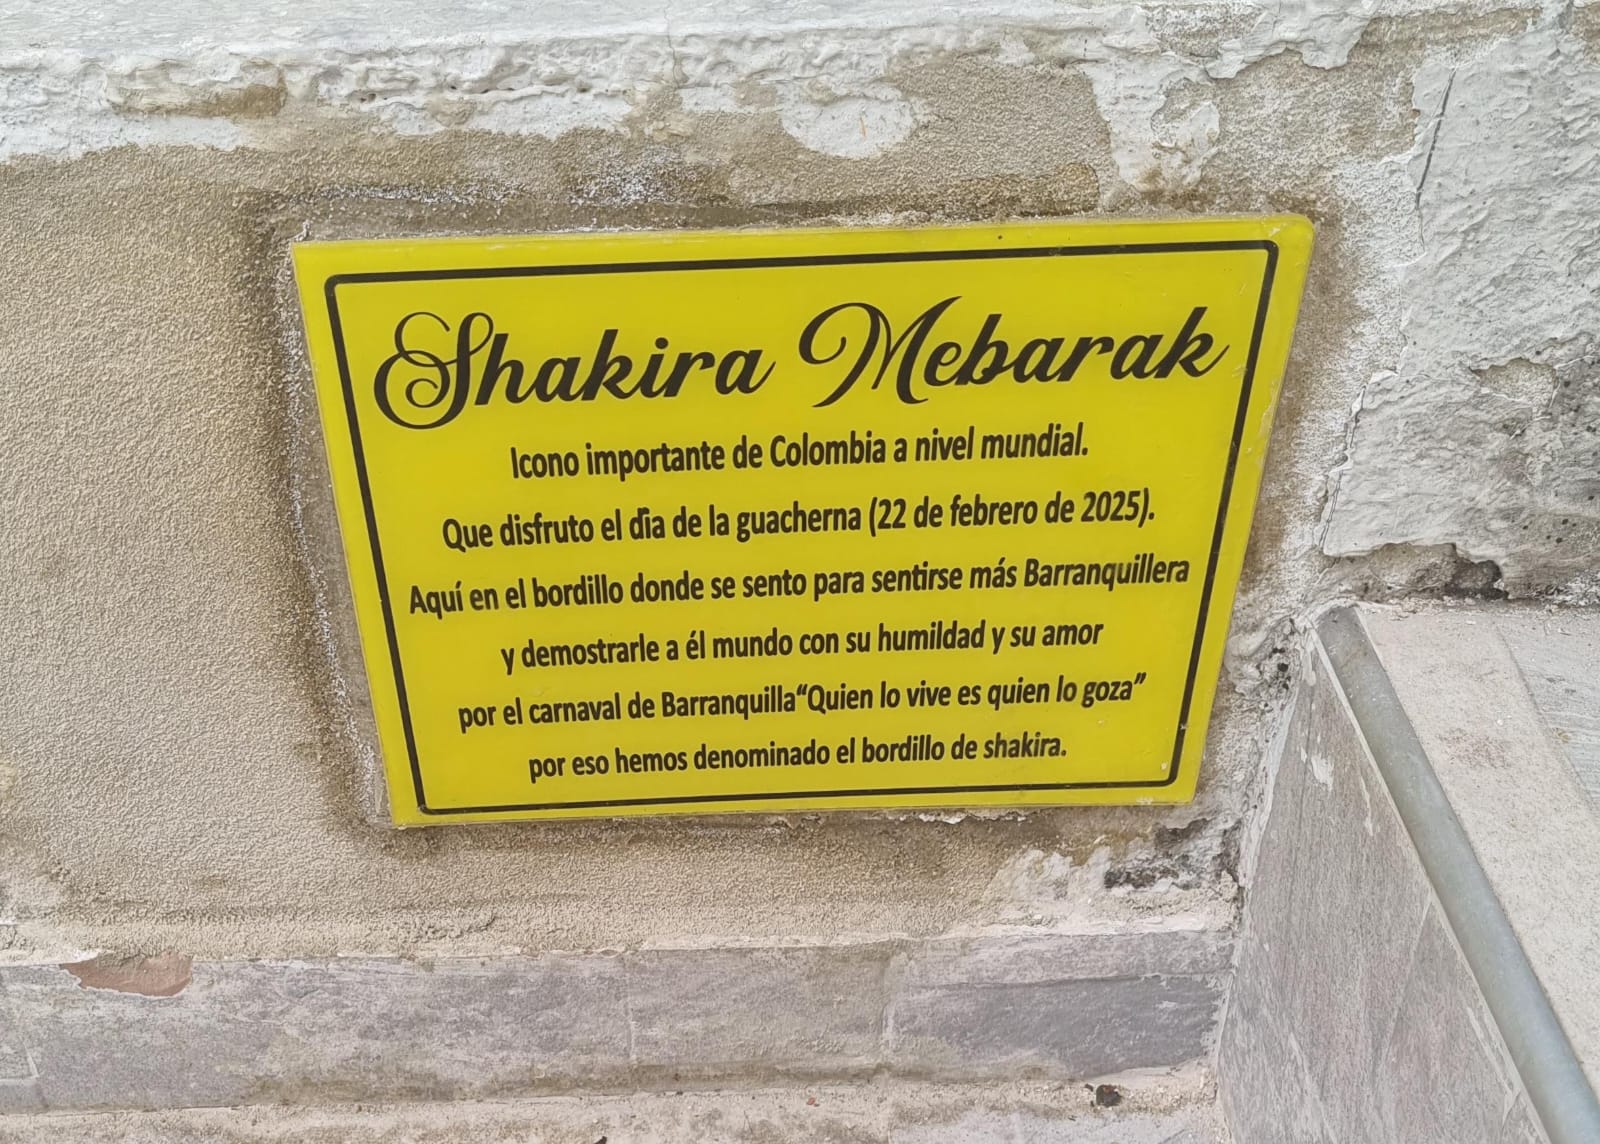 Shakira Mebarak
Icono importante de Colombia a nivel mundial.
Que disfruto el día de la guacherna (22 de febrero de 2025).
Aquí en el bordillo donde se sento para sentirse más Barranquillera
y demostrarle a él mundo con su humildad y su amor
por el carnaval de Barranquilla“Quien lo vive es quien lo goza”
por eso hemos denominado el bordillo de shakira.